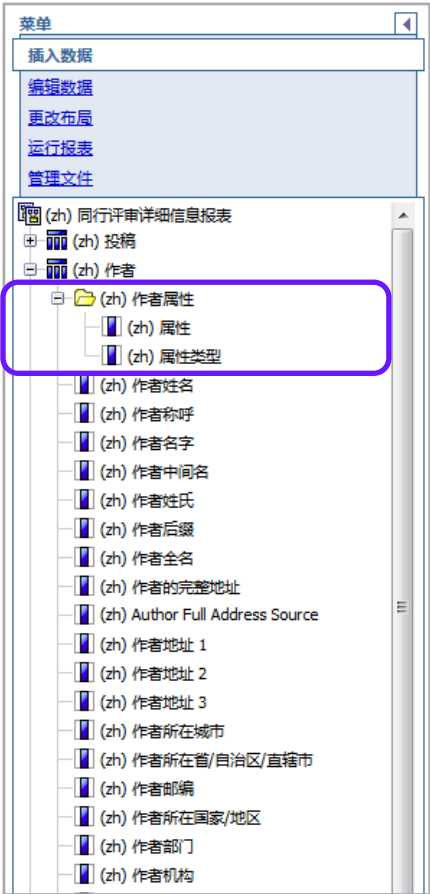 菜单
插入数据
编辑数据
更改布局
运行报表
管理文件
(zh) 同行评审详细信息报表
(zh) 投稿
(zh) 作者
(zh) 作者属性
(zh) 属性
(zh) 属性类型
(zh) 作者姓名
(zh) 作者称呼
(zh) 作者名字
(zh) 作者中间名
(zh) 作者姓氏
(zh) 作者后缀
(zh) 作者全名
(zh) 作者的完整地址
(zh) Author Full Address Source
(zh) 作者地址 1
(zh) 作者地址 2
(zh) 作者地址 3
(zh) 作者所在城市
(zh) 作者所在省/自治区/直辖市
(zh) 作者邮编
(zh) 作者所在国家/地区
(zh) 作者部门
(zh) 作者机构